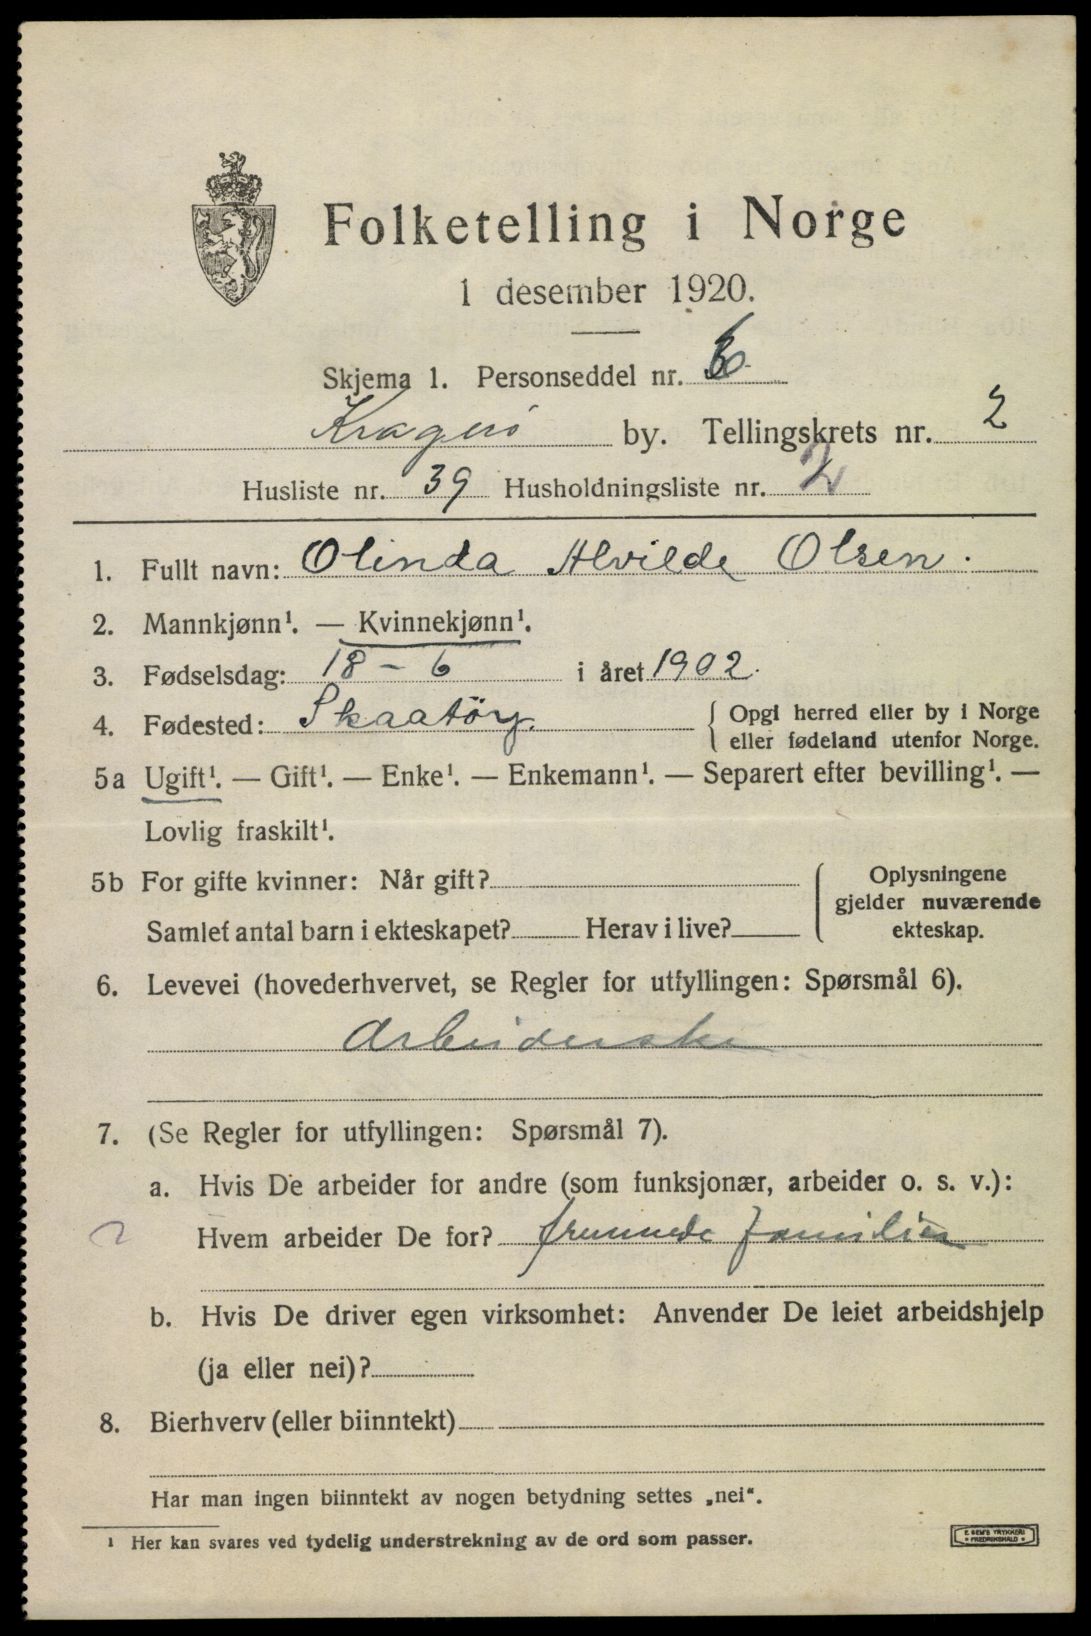 Folketelling i Norge
1 desember 1920.
Skjema 1. Personseddel nr. 6
Kragerö by. Tellingskrets nr. 2
Husliste nr. 39 Husholdningsliste nr. 2
1. Fullt navn: Olinda Alvilde Olsen.
2. Mannkjønn¹. — Kvinnekjønn¹.
3. Fødselsdag: 18 - 6 i året 1902.
4. Fødested: Skaatöy. { Opgi herred eller by i Norge
eller fødeland utenfor Norge.
5a Ugift¹. — Gift¹. — Enke¹. — Enkemann¹. — Separert efter bevilling¹. —
Lovlig fraskilt¹.
5b For gifte kvinner: Når gift? { Oplysningene
gjelder nuværende
Samlet antal barn i ekteskapet? Herav i live? ekteskap.
6. Levevei (hovederhvervet, se Regler for utfyllingen: Spørsmål 6).
Arbeiderske
7. (Se Regler for utfyllingen: Spørsmål 7).
a. Hvis De arbeider for andre (som funksjonær, arbeider o. s. v.):
Hvem arbeider De for? fremmede familier
b. Hvis De driver egen virksomhet: Anvender De leiet arbeidshjelp
(ja eller nei)?
8. Bierhverv (eller biinntekt)
Har man ingen biinntekt av nogen betydning settes „nei“.
¹ Her kan svares ved tydelig understrekning av de ord som passer.
E SEM'S TRYKKERI
FREDRIKSHALD